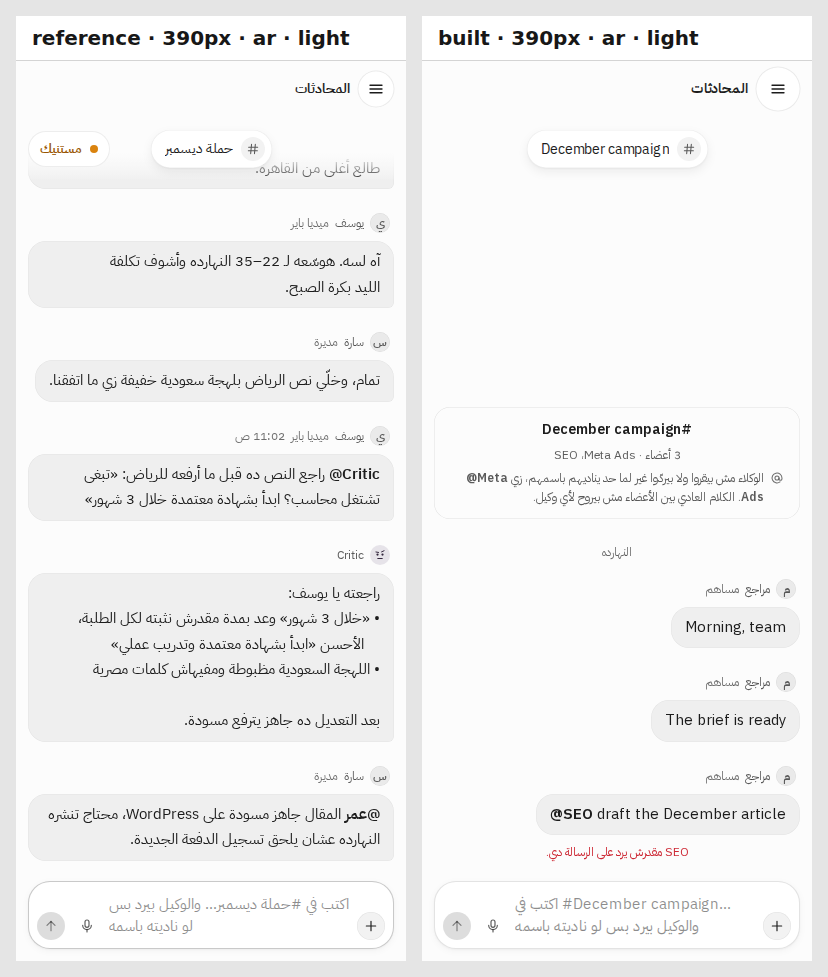 reference · 390px · ar · light
المحادثات
حملة ديسمبر
#
مستنيك
طالع أغلى من القاهرة.
ي
يوسف ميديا باير
آه لسه. هوسّعه لـ 22–35 النهارده وأشوف تكلفة
الليد بكرة الصبح.
س
سارة مديرة
تمام، وخلّي نص الرياض بلهجة سعودية خفيفة زي ما اتفقنا.
ي
يوسف ميديا باير 11:02 ص
@Critic راجع النص ده قبل ما أرفعه للرياض: «تبغى
تشتغل محاسب؟ ابدأ بشهادة معتمدة خلال 3 شهور»
Critic
راجعته يا يوسف:
• «خلال 3 شهور» وعد بمدة مقدرش نثبته لكل الطلبة،
الأحسن «ابدأ بشهادة معتمدة وتدريب عملي»
• اللهجة السعودية مظبوطة ومفيهاش كلمات مصرية
بعد التعديل ده جاهز يترفع مسودة.
س
سارة مديرة
@عمر المقال جاهز مسودة على WordPress، محتاج تنشره
النهارده عشان يلحق تسجيل الدفعة الجديدة.
اكتب في #حملة ديسمبر... والوكيل بيرد بس
لو ناديته باسمه
built · 390px · ar · light
المحادثات
#
December campaign
#December campaign
3 أعضاء · SEO ،Meta Ads
@ الوكلاء مش بيقروا ولا بيردّوا غير لما حد يناديهم باسمهم، زي @Meta
Ads. الكلام العادي بين الأعضاء مش بيروح لأي وكيل.
النهارده
م
مراجع مساهم
Morning, team
م
مراجع مساهم
The brief is ready
م
مراجع مساهم
@SEO draft the December article
SEO مقدرش يرد على الرسالة دي.
اكتب في #December campaign...
والوكيل بيرد بس لو ناديته باسمه